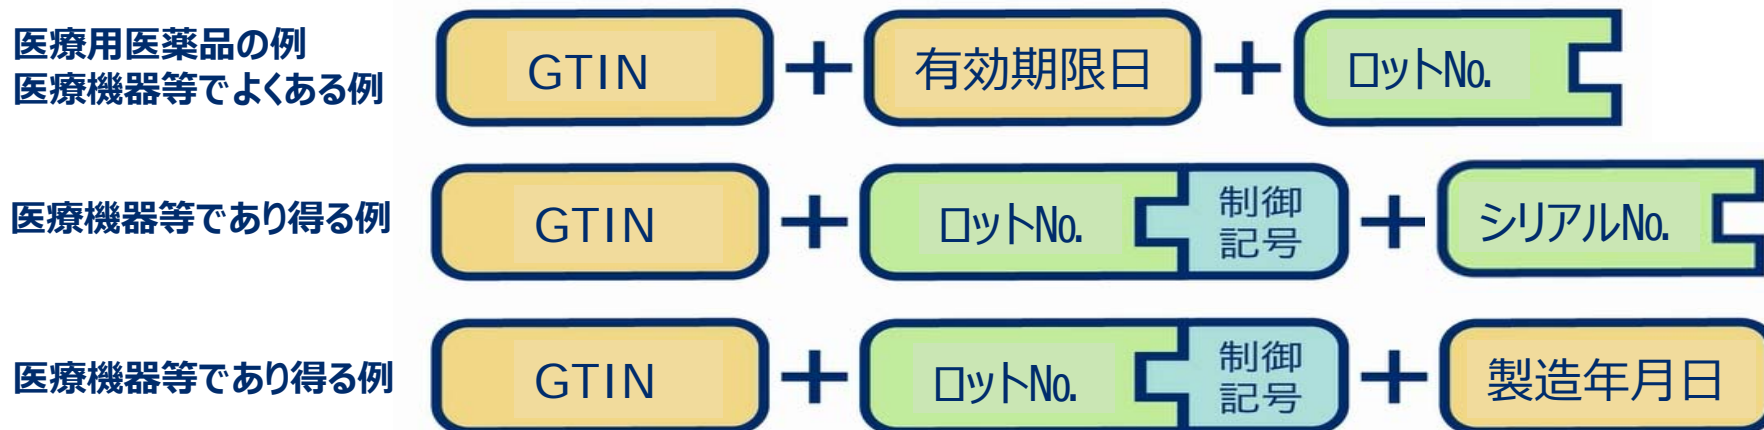 医療用医薬品の例
医療機器等でよくある例
GTIN + 有効期限日 + ロットNo.
医療機器等であり得る例
GTIN + ロットNo. 制御記号 + シリアルNo.
医療機器等であり得る例
GTIN + ロットNo. 制御記号 + 製造年月日